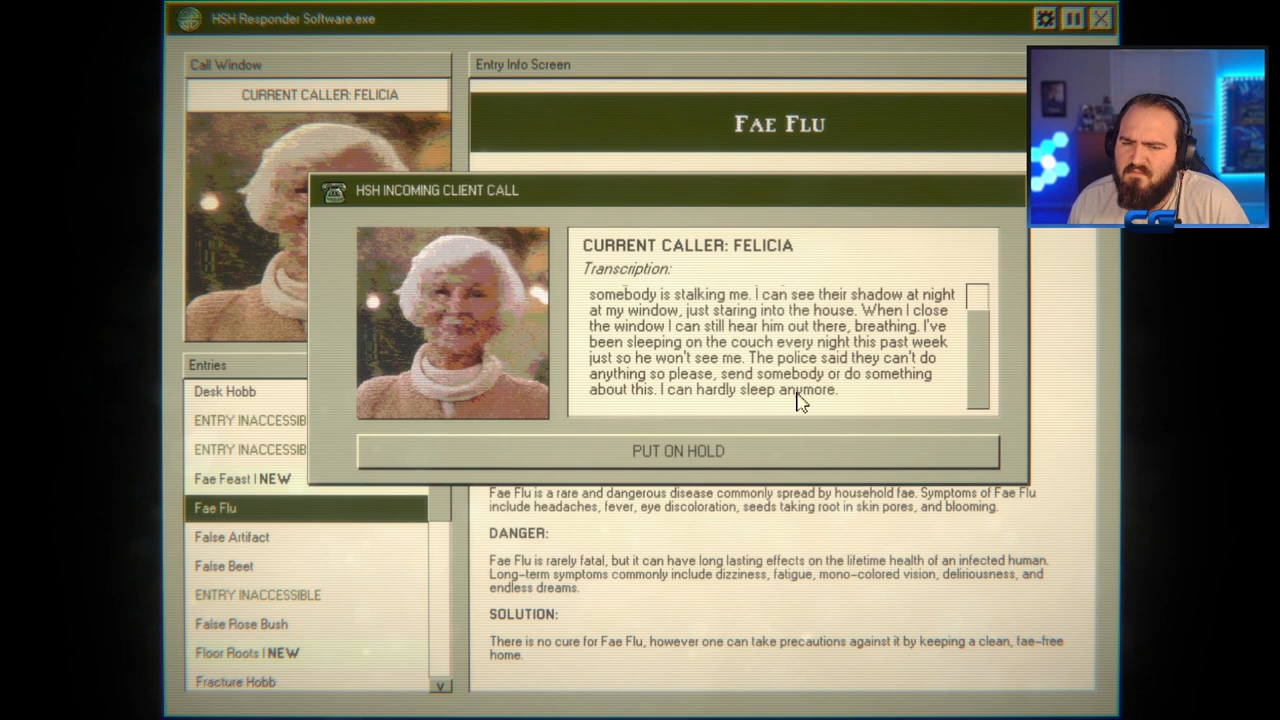 HSH Responder Software.exe
Call Window
CURRENT CALLER: FELICIA
Entry Info Screen
FAE FLU
HSH INCOMING CLIENT CALL
CURRENT CALLER: FELICIA
Transcription:
somebody is stalking me. I can see their shadow at night
at my window, just staring into the house. When I close
the window I can still hear him out there, breathing. I've
been sleeping on the couch every night this past week
just so he won't see me. The police said they can't do
anything so please, send somebody or do something
about this. I can hardly sleep anymore.
PUT ON HOLD
Entries
Desk Hobb
ENTRY INACCESSIB
ENTRY INACCESSIB
Fae Feast | NEW
Fae Flu
False Artifact
False Beet
ENTRY INACCESSIBLE
False Rose Bush
Floor Roots | NEW
Fracture Hobb
V
Fae Flu is a rare and dangerous disease commonly spread by household fae. Symptoms of Fae Flu
include headaches, fever, eye discoloration, seeds taking root in skin pores, and blooming.
DANGER:
Fae Flu is rarely fatal, but it can have long lasting effects on the lifetime health of an infected human.
Long-term symptoms commonly include dizziness, fatigue, mono-colored vision, deliriousness, and
endless dreams.
SOLUTION:
There is no cure for Fae Flu, however one can take precautions against it by keeping a clean, fae-free
home.
CG